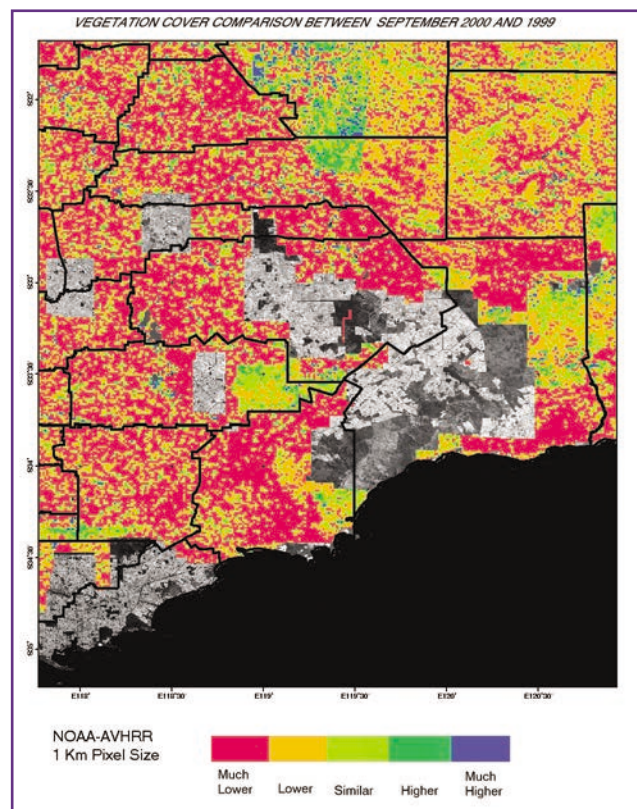 VEGETATION COVER COMPARISON BETWEEN SEPTEMBER 2000 AND 1999
E118° E118°30' E119° E119°30' E120° E120°30'
NOAA-AVHRR
1 Km Pixel Size
Much Lower
Lower
Similar
Higher
Much Higher